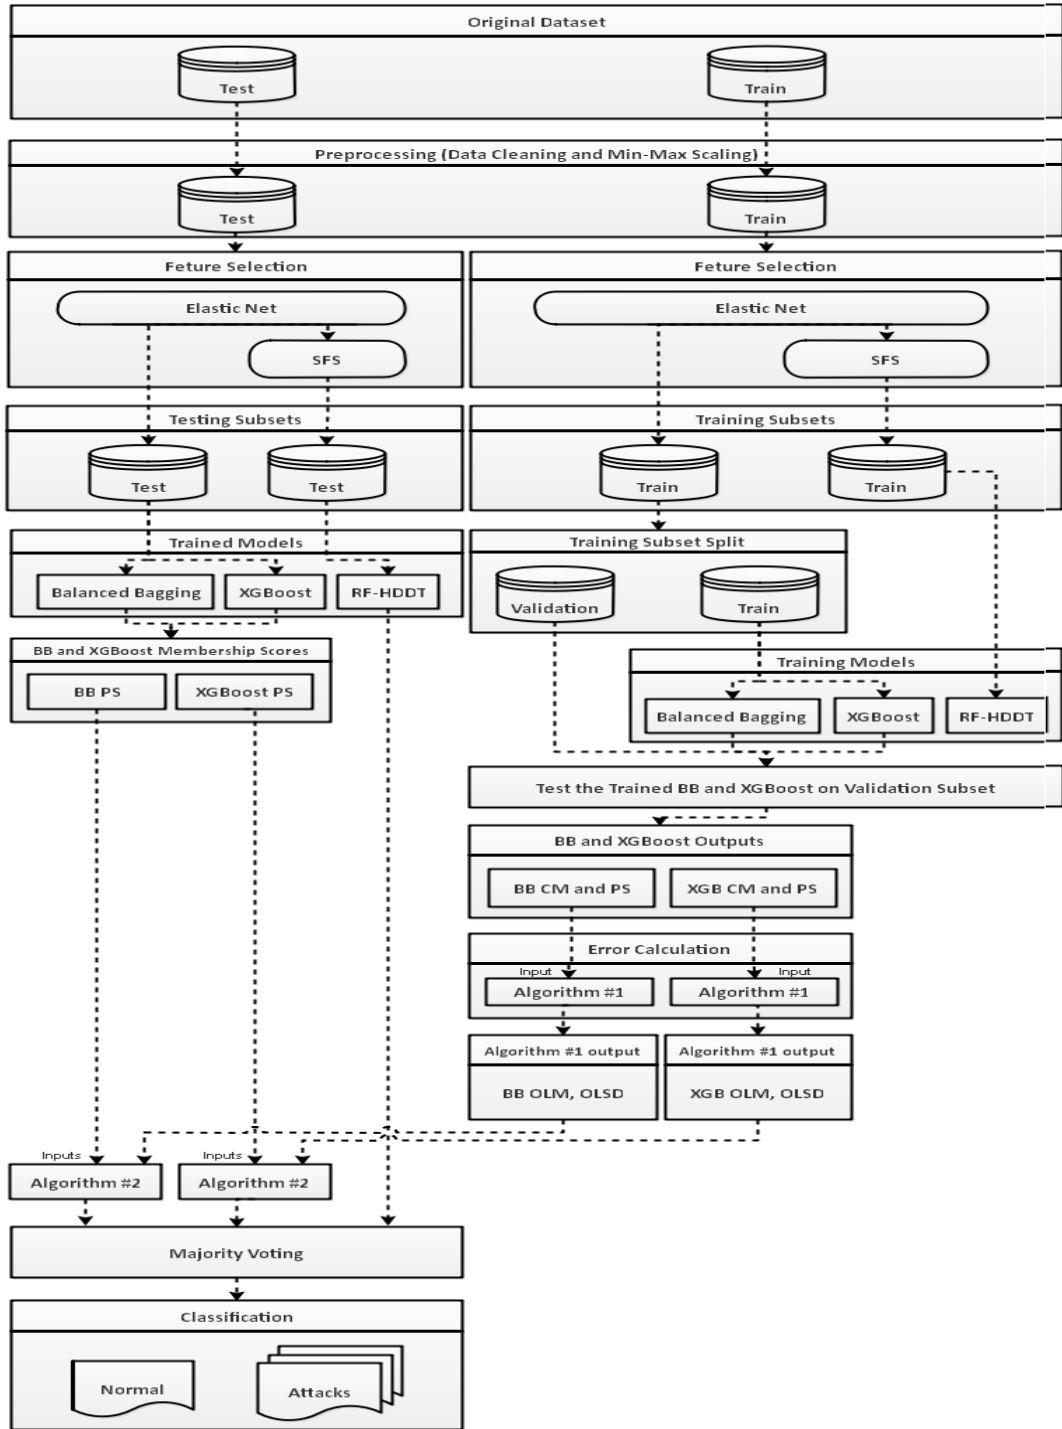 Original Dataset
Test
Train
Preprocessing (Data Cleaning and Min-Max Scaling)
Test
Train
Feture Selection
Elastic Net
SFS
Feture Selection
Elastic Net
SFS
Testing Subsets
Test
Test
Training Subsets
Train
Train
Trained Models
Balanced Bagging
XGBoost
RF-HDDT
Training Subset Split
Validation
Train
BB and XGBoost Membership Scores
BB PS
XGBoost PS
Training Models
Balanced Bagging
XGBoost
RF-HDDT
Test the Trained BB and XGBoost on Validation Subset
BB and XGBoost Outputs
BB CM and PS
XGB CM and PS
Error Calculation
Input
Input
Algorithm #1
Algorithm #1
Algorithm #1 output
BB OLM, OLSD
Algorithm #1 output
XGB OLM, OLSD
Inputs
Inputs
Algorithm #2
Algorithm #2
Majority Voting
Classification
Normal
Attacks